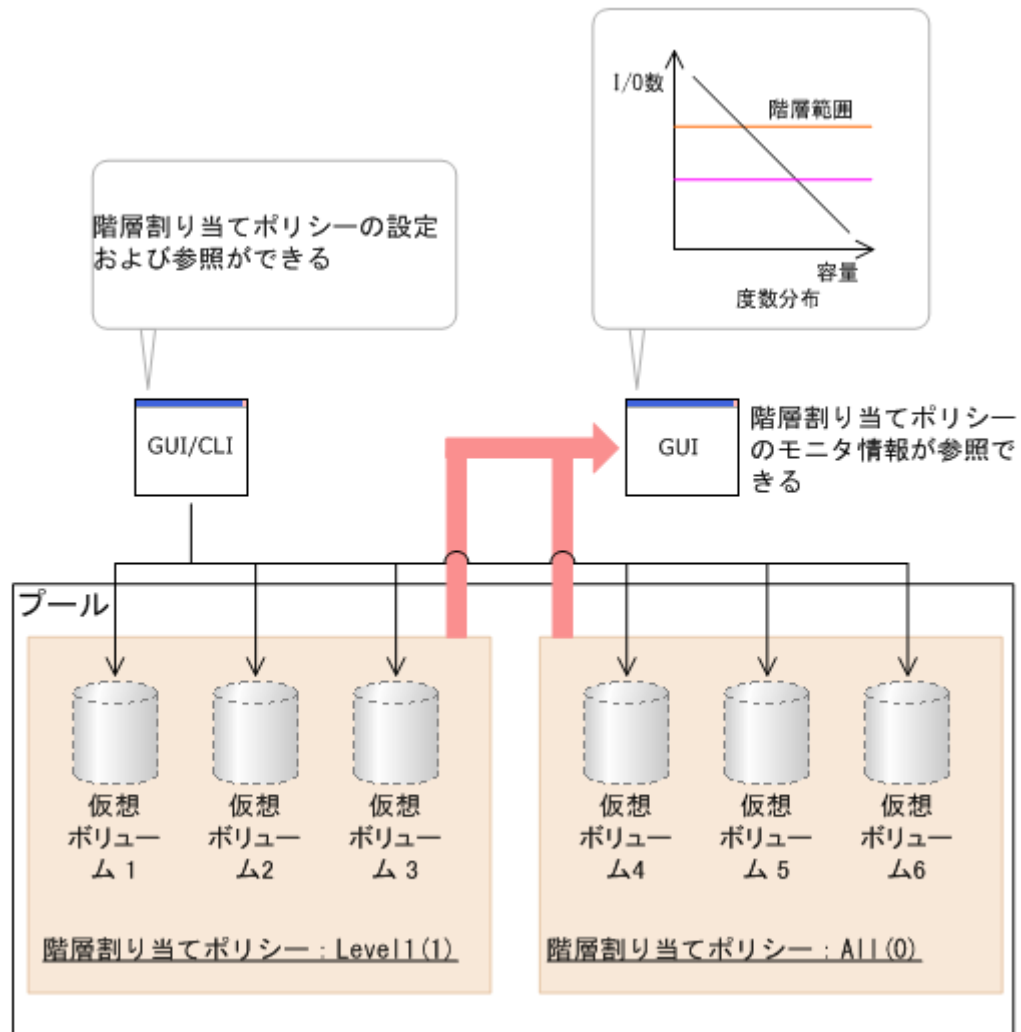 I/O数
階層範囲
容量
度数分布
階層割り当てポリシーの設定
および参照ができる
GUI/CLI
GUI
階層割り当てポリシー
のモニタ情報が参照で
きる
プール
仮想
ボリュー
ム 1
仮想
ボリュー
ム2
仮想
ボリュー
ム 3
階層割り当てポリシー：Level1(1)
仮想
ボリュー
ム4
仮想
ボリュー
ム 5
仮想
ボリュー
ム6
階層割り当てポリシー：All(0)